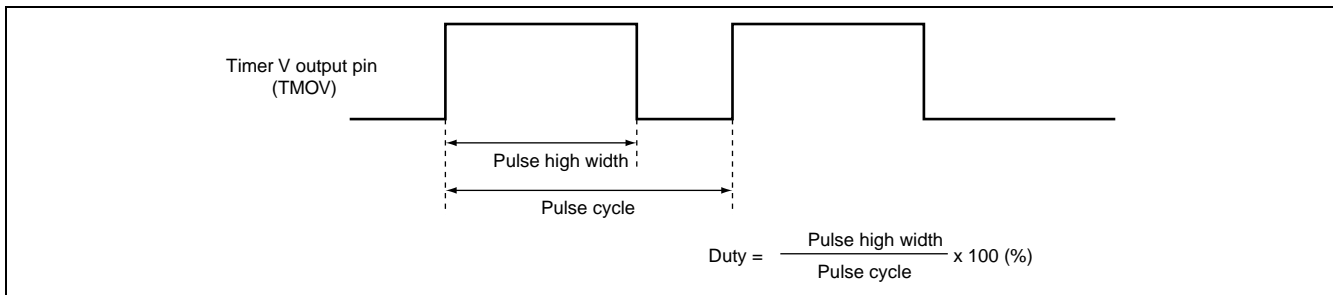 Timer V output pin
(TMOV)
Pulse high width
Pulse cycle
Duty = Pulse high width / Pulse cycle x 100 (%)